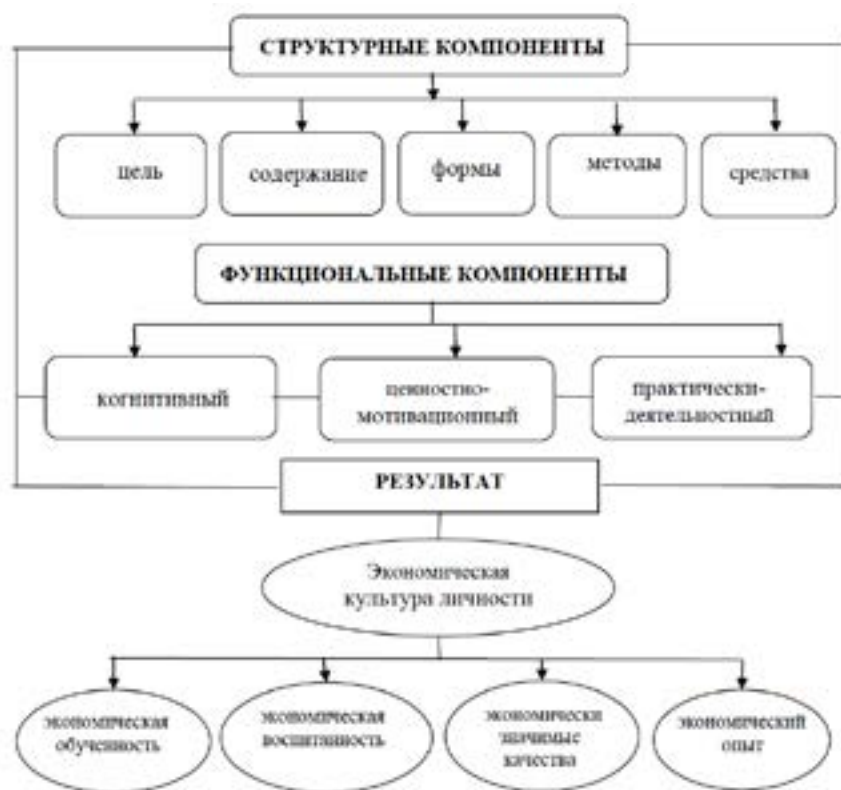 СТРУКТУРНЫЕ КОМПОНЕНТЫ
цель
содержание
формы
методы
средства
ФУНКЦИОНАЛЬНЫЕ КОМПОНЕНТЫ
когнитивный
ценностно-
мотивационный
практически-
деятельностный
РЕЗУЛЬТАТ
Экономическая
культура личности
экономическая
обученность
экономическая
воспитанность
экономически
значимые
качества
экономический
опыт